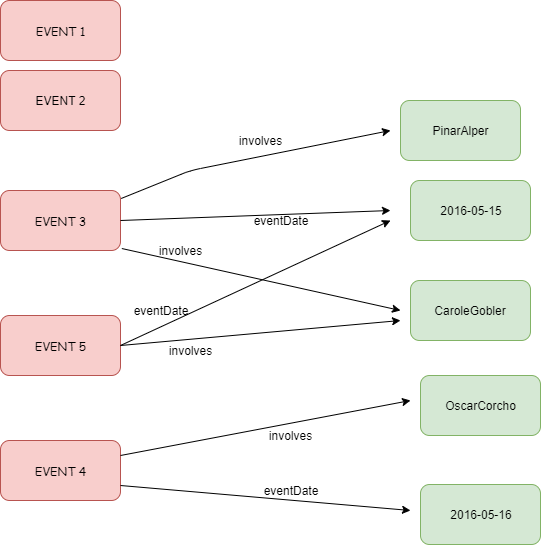 EVENT 1
EVENT 2
PinarAlper
involves
2016-05-15
EVENT 3
eventDate
involves
CaroleGobler
eventDate
EVENT 5
involves
OscarCorcho
involves
EVENT 4
eventDate
2016-05-16